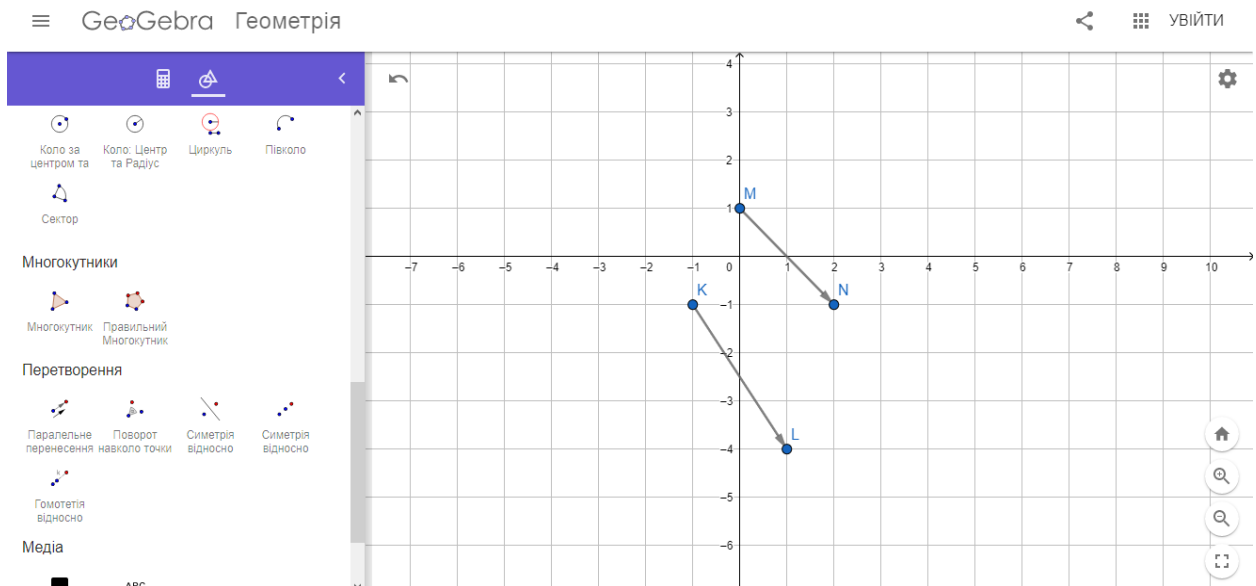 GeoGebra Геометрія
УВІЙТИ
Коло за центром та
Коло: Центр та Радіус
Циркуль
Півколо
Сектор
Многокутники
Многокутник
Правильний Многокутник
Перетворення
Паралельне перенесення
Поворот навколо точки
Симетрія відносно
Симетрія відносно
Гомотетія відносно
Медіа
ABC
4
3
2
1
M
–7 –6 –5 –4 –3 –2 –1 0 1 2 3 4 5 6 7 8 9 10
K
N
–1
–2
–3
L
–4
–5
–6